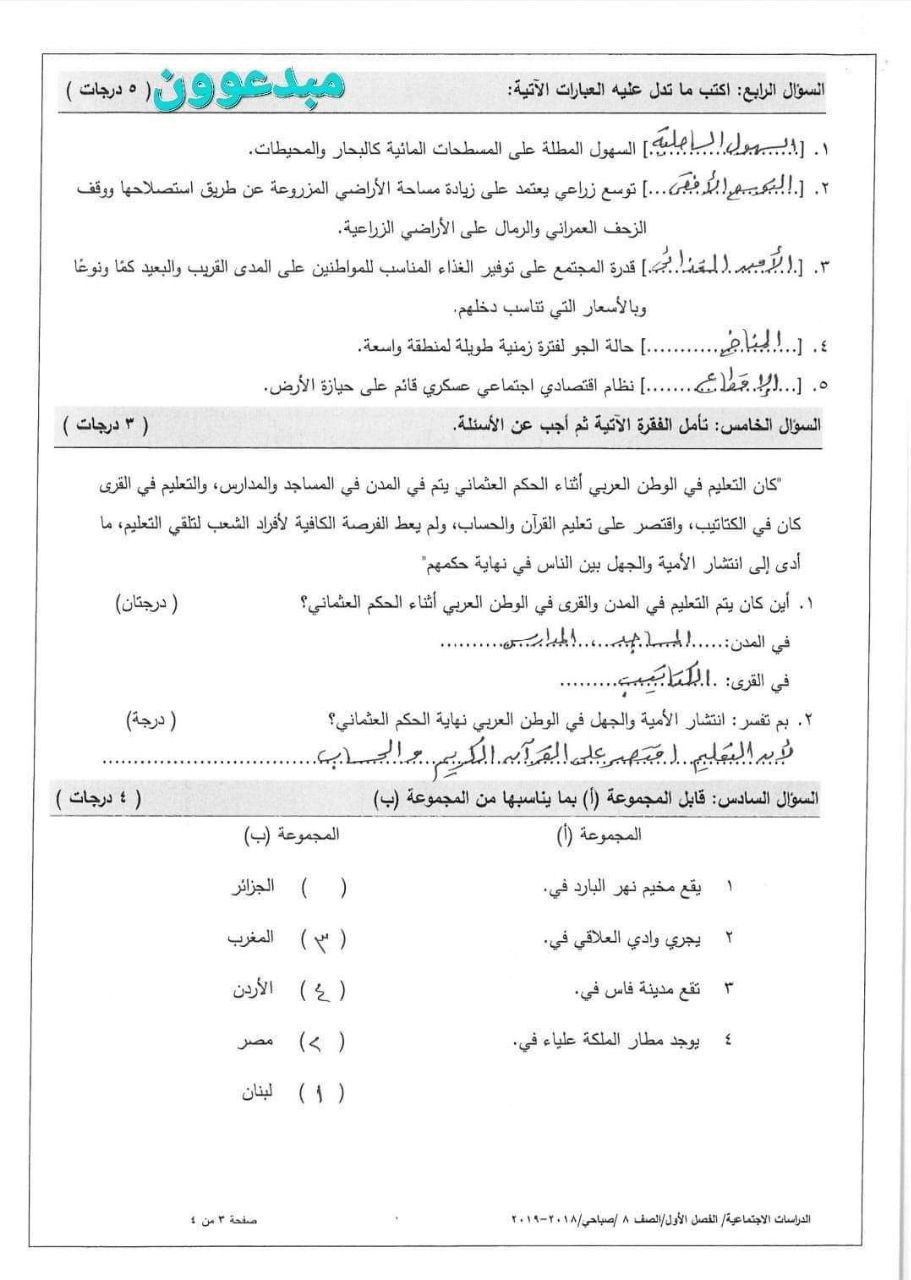 السؤال الرابع: اكتب ما تدل عليه العبارات الآتية: مبدعوون ( ٥ درجات )
١. [السهول الساحلية] السهول المطلة على المسطحات المائية كالبحار والمحيطات.
٢. [التوسع الأفقي...] توسع زراعي يعتمد على زيادة مساحة الأراضي المزروعة عن طريق استصلاحها ووقف
الزحف العمراني والرمال على الأراضي الزراعية.
٣. [الأمن الغذائي] قدرة المجتمع على توفير الغذاء المناسب للمواطنين على المدى القريب والبعيد كمًا ونوعًا
وبالأسعار التي تتاسب دخلهم.
٤. [...المناخ...........] حالة الجو لفترة زمنية طويلة لمنطقة واسعة.
٥. [...الإقطاع.......] نظام اقتصادي اجتماعي عسكري قائم على حيازة الأرض.
السؤال الخامس: تأمل الفقرة الآتية ثم أجب عن الأسئلة. ( ٣ درجات )
"كان التعليم في الوطن العربي أثناء الحكم العثماني يتم في المدن في المساجد والمدارس، والتعليم في القرى
كان في الكتاتيب، واقتصر على تعليم القرآن والحساب، ولم يعط الفرصة الكافية لأفراد الشعب لتلقي التعليم، ما
أدى إلى انتشار الأمية والجهل بين الناس في نهاية حكمهم"
١. أين كان يتم التعليم في المدن والقرى في الوطن العربي أثناء الحكم العثماني؟ ( درجتان)
في المدن:.....المساجد، المدارس..........
في القرى: .الكتاتيب.........
٢. بم تفسر: انتشار الأمية والجهل في الوطن العربي نهاية الحكم العثماني؟ ( درجة)
لأن التعليم اقتصر على القرآن الكريم والحساب..............................
السؤال السادس: قابل المجموعة (أ) بما يناسبها من المجموعة (ب) ( ٤ درجات )
المجموعة (أ) المجموعة (ب)
١ يقع مخيم نهر البارد في. ( ) الجزائر
٢ يجري وادي العلاقي في. ( ٣ ) المغرب
٣ تقع مدينة فاس في. ( ٤ ) الأردن
٤ يوجد مطار الملكة علياء في. ( ٢ ) مصر
( ١ ) لبنان
الدراسات الاجتماعية/ الفصل الأول/الصف ٨ /صباحي/٢٠١٨-٢٠١٩ صفحة ٣ من ٤